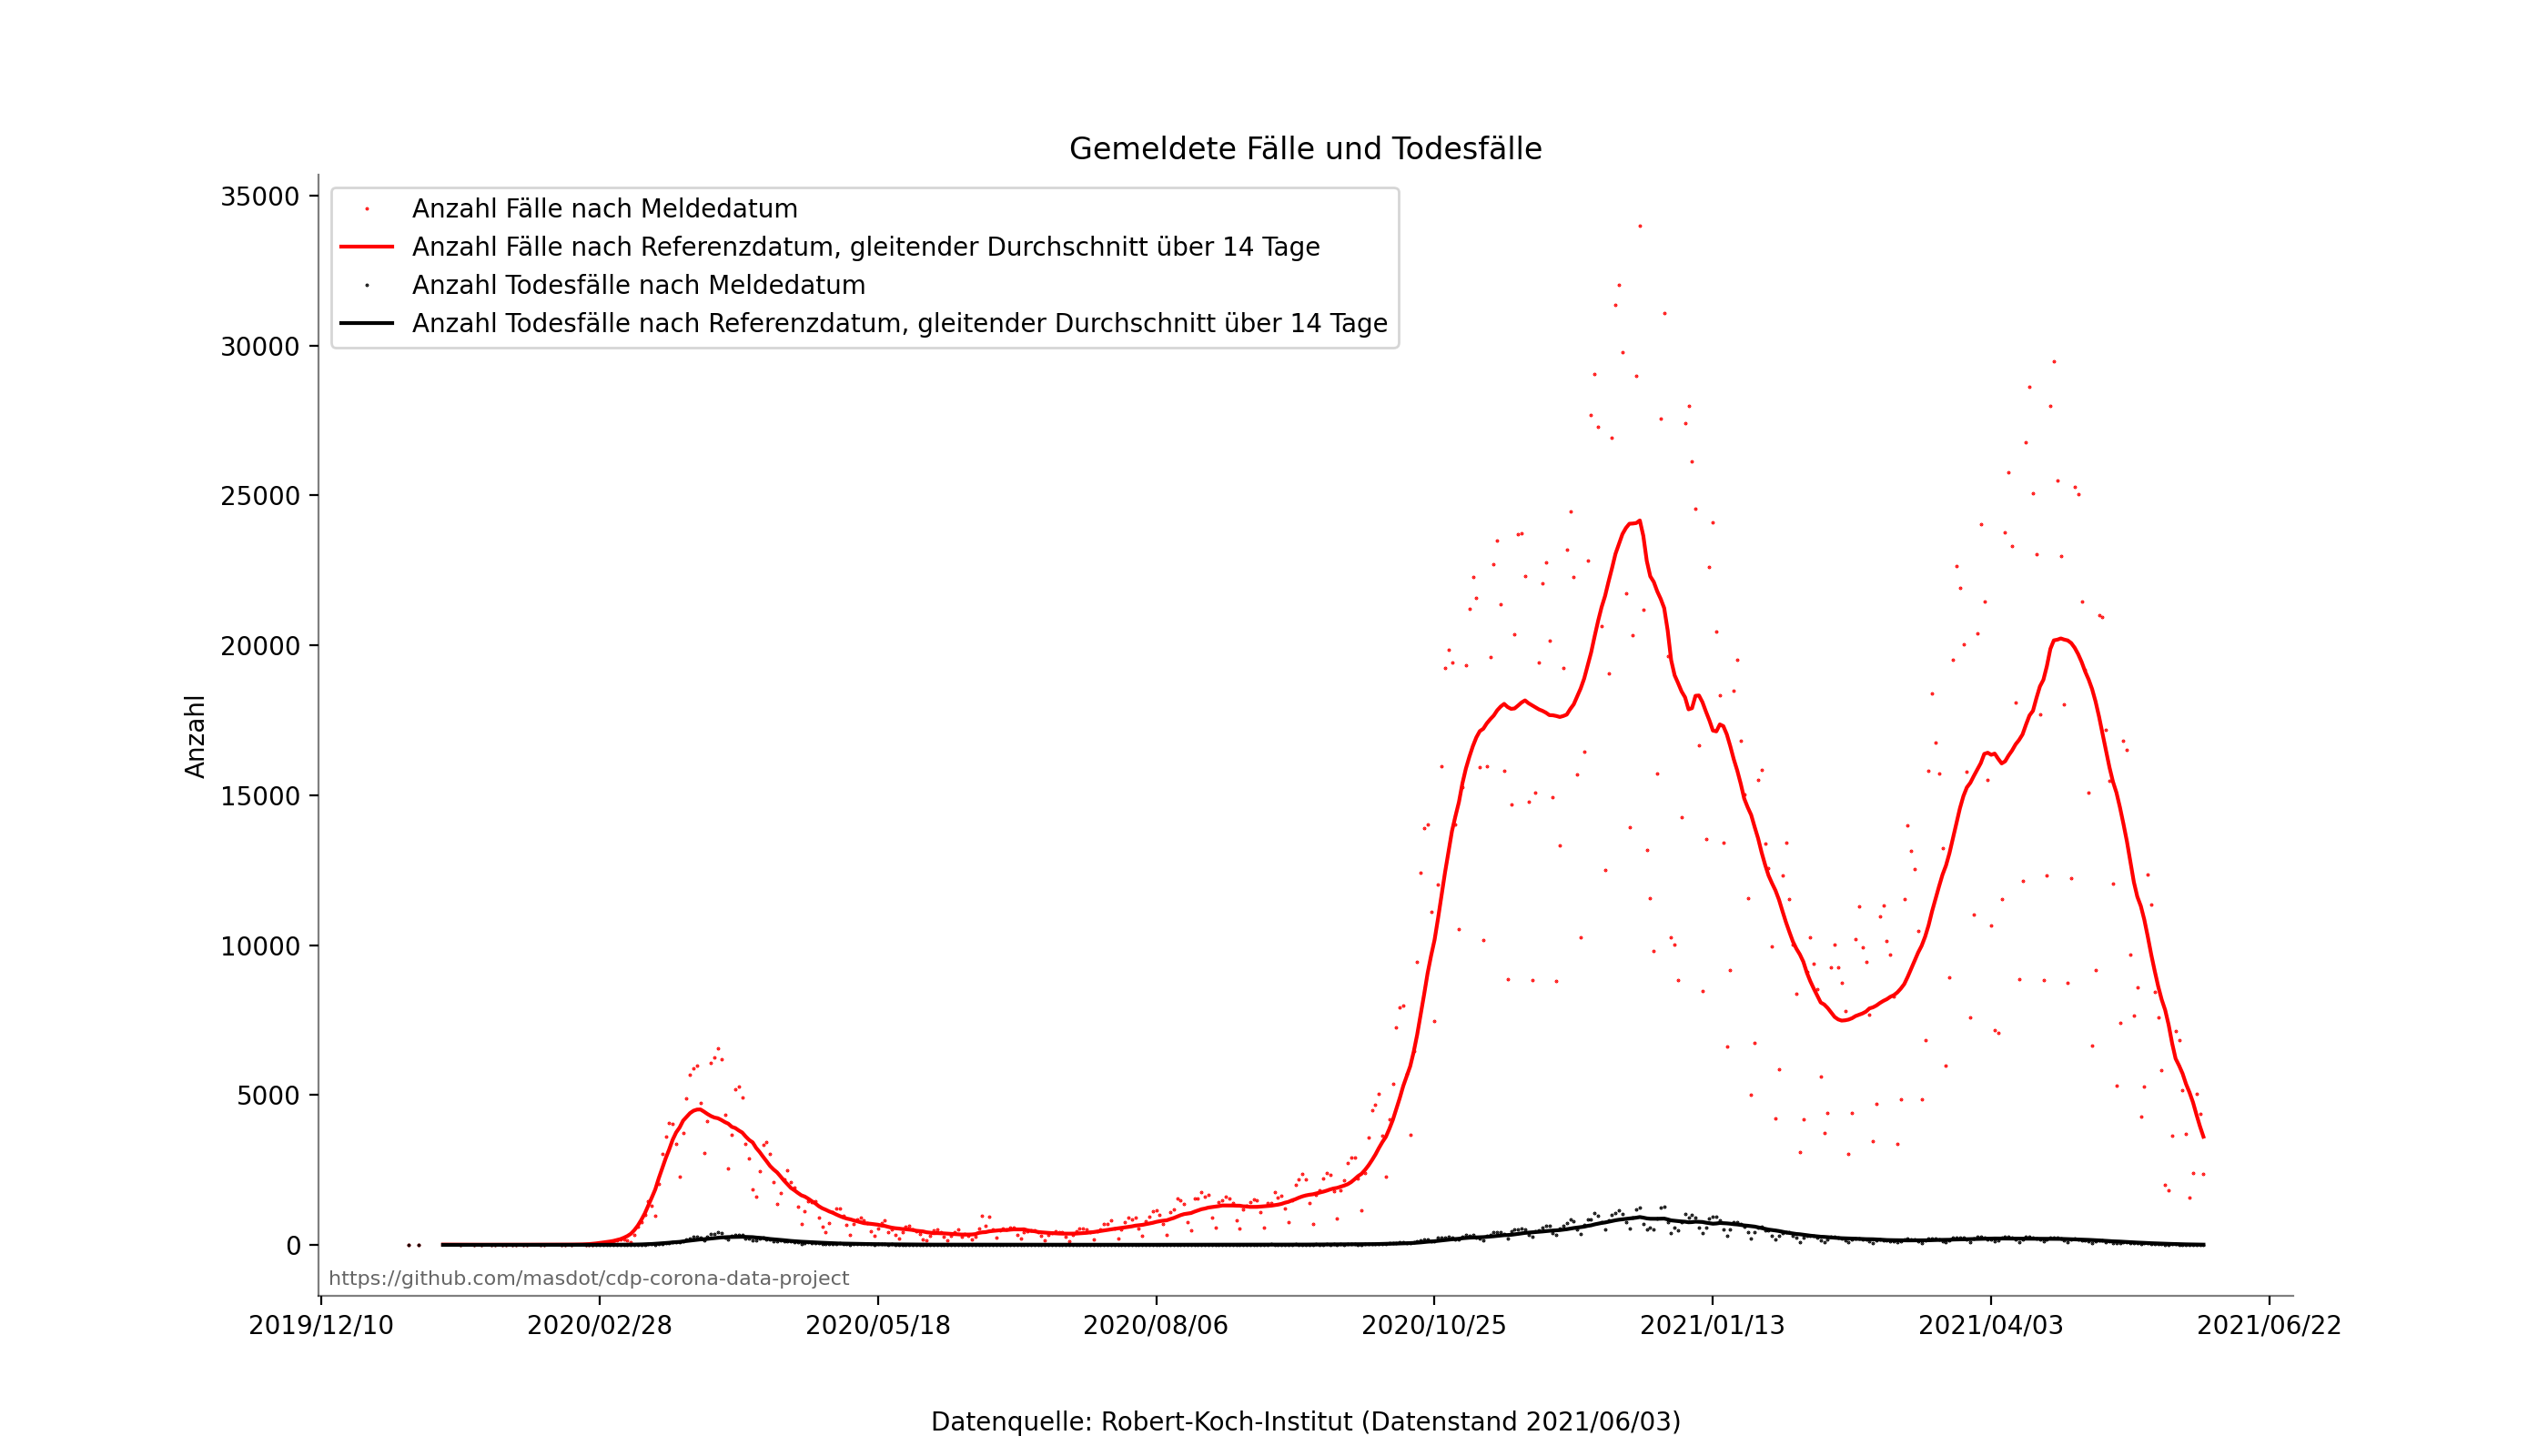 Gemeldete Fälle und Todesfälle
Anzahl Fälle nach Meldedatum
Anzahl Fälle nach Referenzdatum, gleitender Durchschnitt über 14 Tage
Anzahl Todesfälle nach Meldedatum
Anzahl Todesfälle nach Referenzdatum, gleitender Durchschnitt über 14 Tage
35000
30000
25000
20000
15000
10000
5000
0
Anzahl
https://github.com/masdot/cdp-corona-data-project
2019/12/10 2020/02/28 2020/05/18 2020/08/06 2020/10/25 2021/01/13 2021/04/03 2021/06/22
Datenquelle: Robert-Koch-Institut (Datenstand 2021/06/03)